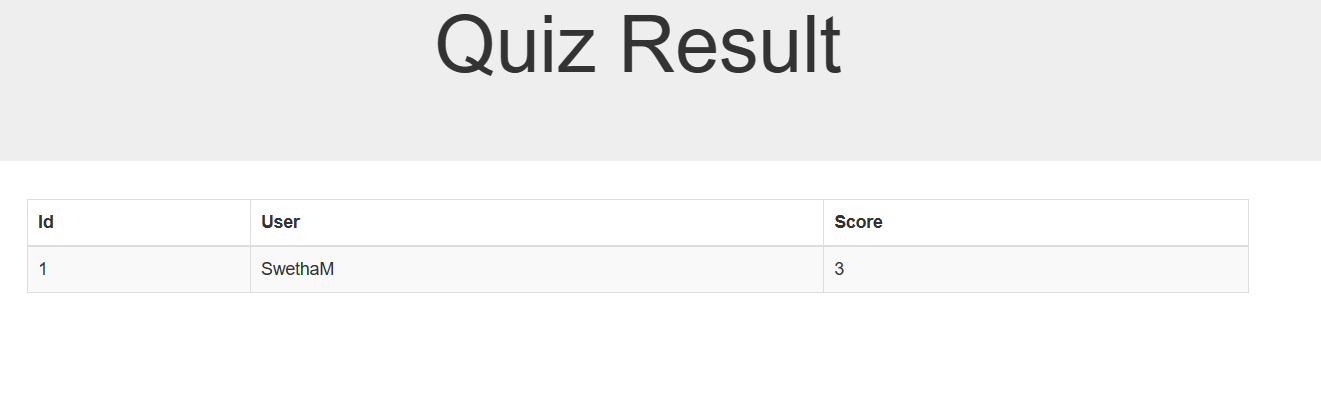 Quiz Result
Id User Score
1 SwethaM 3